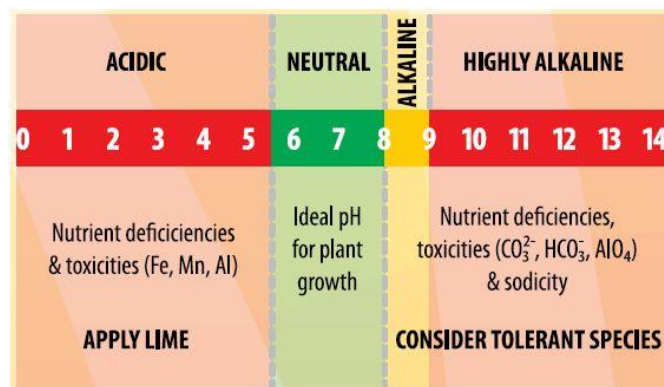 ACIDIC
NEUTRAL
ALKALINE
HIGHLY ALKALINE
0 1 2 3 4 5 6 7 8 9 10 11 12 13 14
Nutrient deficiciencies
& toxicities (Fe, Mn, Al)
Ideal pH
for plant
growth
Nutrient deficiencies,
toxicities (CO₃²⁻, HCO₃⁻, AlO₄)
& sodicity
APPLY LIME
CONSIDER TOLERANT SPECIES